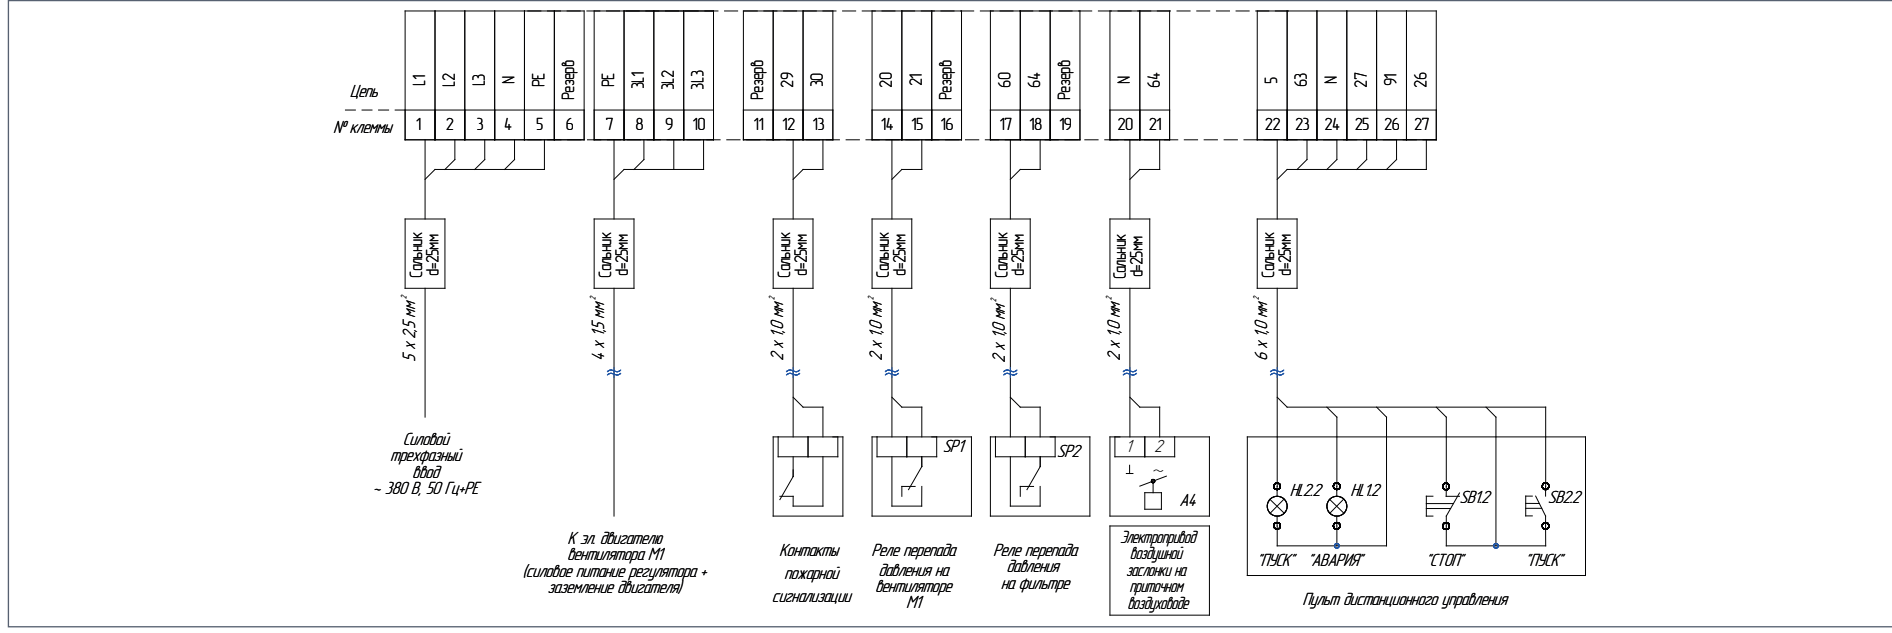 Цепь
L1 L2 L3 N PE Резерв PE 3L1 3L2 3L3 Резерв 29 30 20 21 Резерв 60 64 Резерв N 64 5 63 N 27 91 26
№ клеммы
1 2 3 4 5 6 7 8 9 10 11 12 13 14 15 16 17 18 19 20 21 22 23 24 25 26 27
Сальник
d=25мм
Сальник
d=25мм
Сальник
d=25мм
Сальник
d=25мм
Сальник
d=25мм
Сальник
d=25мм
Сальник
d=25мм
5 x 2,5 мм²
4 x 1,5 мм²
2 x 1,0 мм²
2 x 1,0 мм²
2 x 1,0 мм²
2 x 1,0 мм²
6 x 1,0 мм²
Силовой
трехфазный
ввод
~ 380 В, 50 Гц+PE
К эл. двигателю
вентилятора М1
(силовое питание регулятора +
заземление двигателя)
Контакты
пожарной
сигнализации
SP1
Реле перепада
давления на
вентиляторе
М1
SP2
Реле перепада
давления
на фильтре
1 2
⊥ ~
A4
Электропривод
воздушной
заслонки на
приточном
воздуховоде
HL2.2 HL1.2 SB1.2 SB2.2
"ПУСК" "АВАРИЯ" "СТОП" "ПУСК"
Пульт дистанционного управления